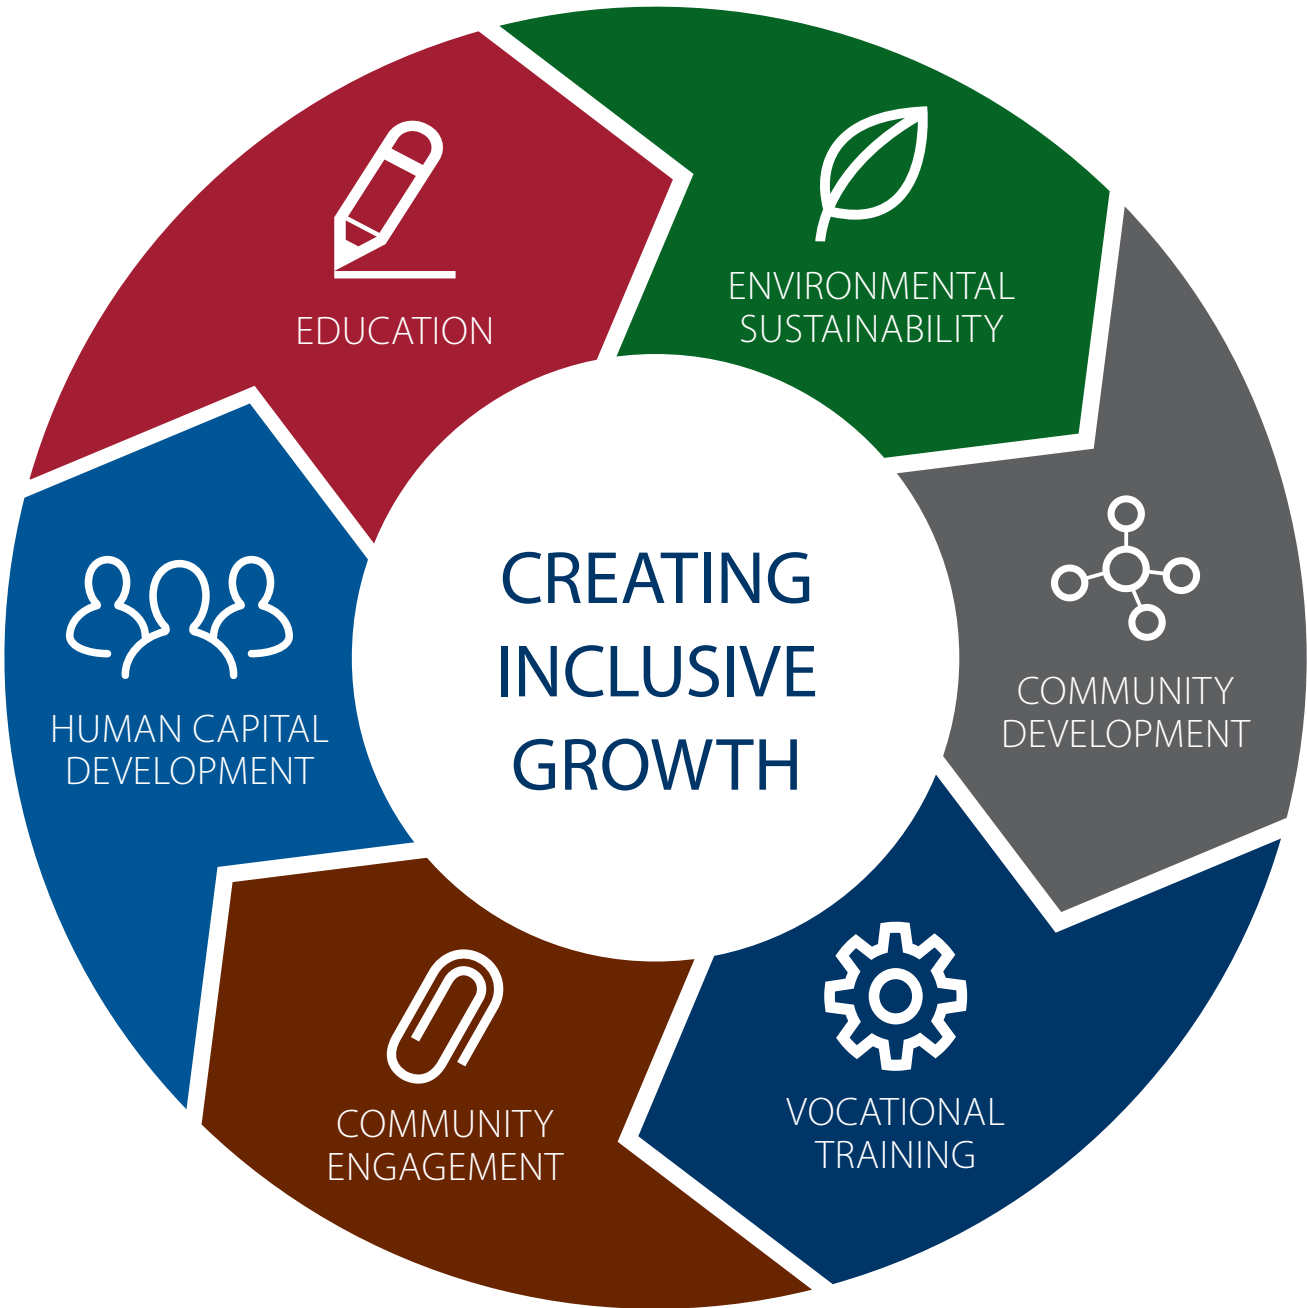 EDUCATION
ENVIRONMENTAL
SUSTAINABILITY
COMMUNITY
DEVELOPMENT
VOCATIONAL
TRAINING
COMMUNITY
ENGAGEMENT
HUMAN CAPITAL
DEVELOPMENT
CREATING
INCLUSIVE
GROWTH